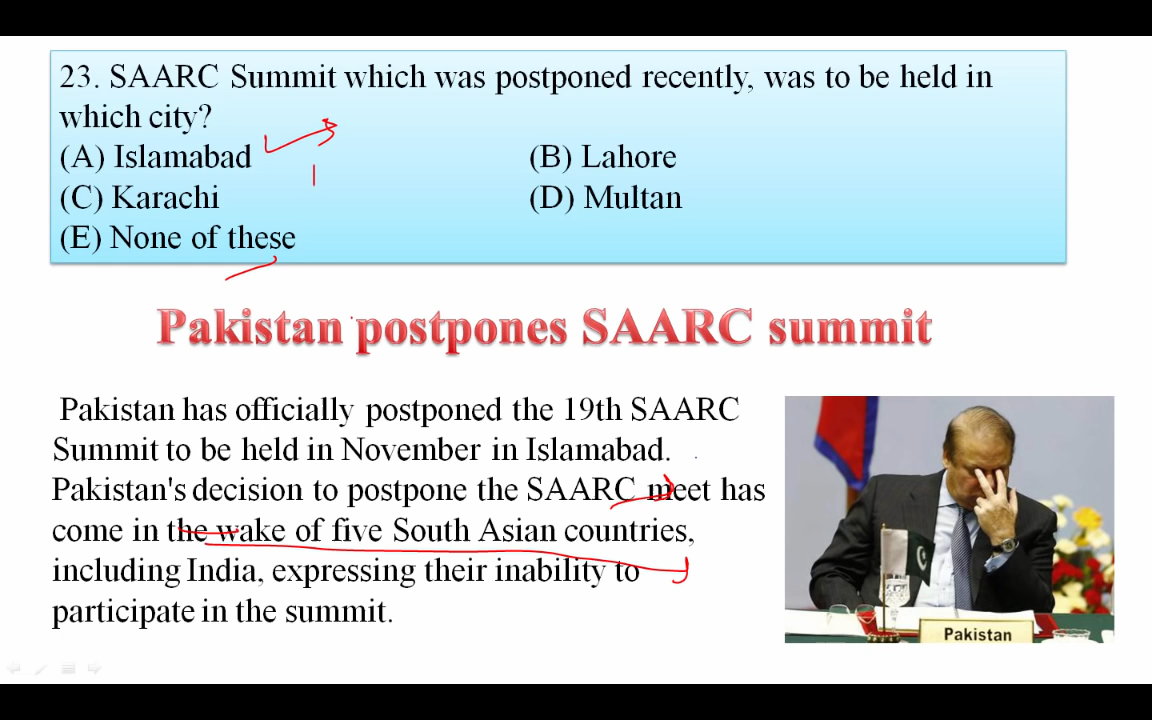 23. SAARC Summit which was postponed recently, was to be held in
which city?
(A) Islamabad (B) Lahore
(C) Karachi (D) Multan
(E) None of these
Pakistan postpones SAARC summit
Pakistan has officially postponed the 19th SAARC
Summit to be held in November in Islamabad.
Pakistan's decision to postpone the SAARC meet has
come in the wake of five South Asian countries,
including India, expressing their inability to
participate in the summit.
Pakistan